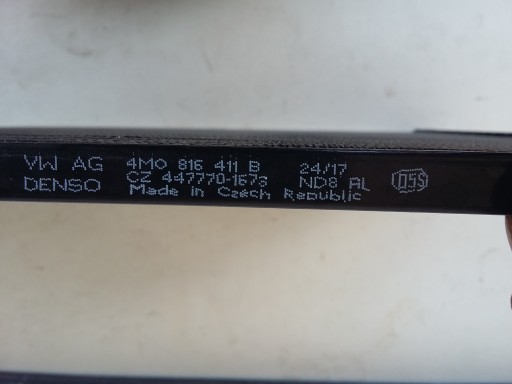 VW AG 4M0 816 411 B 24/17
DENSO CZ 447770-1673 ND8 AL
Made in Czech Republic